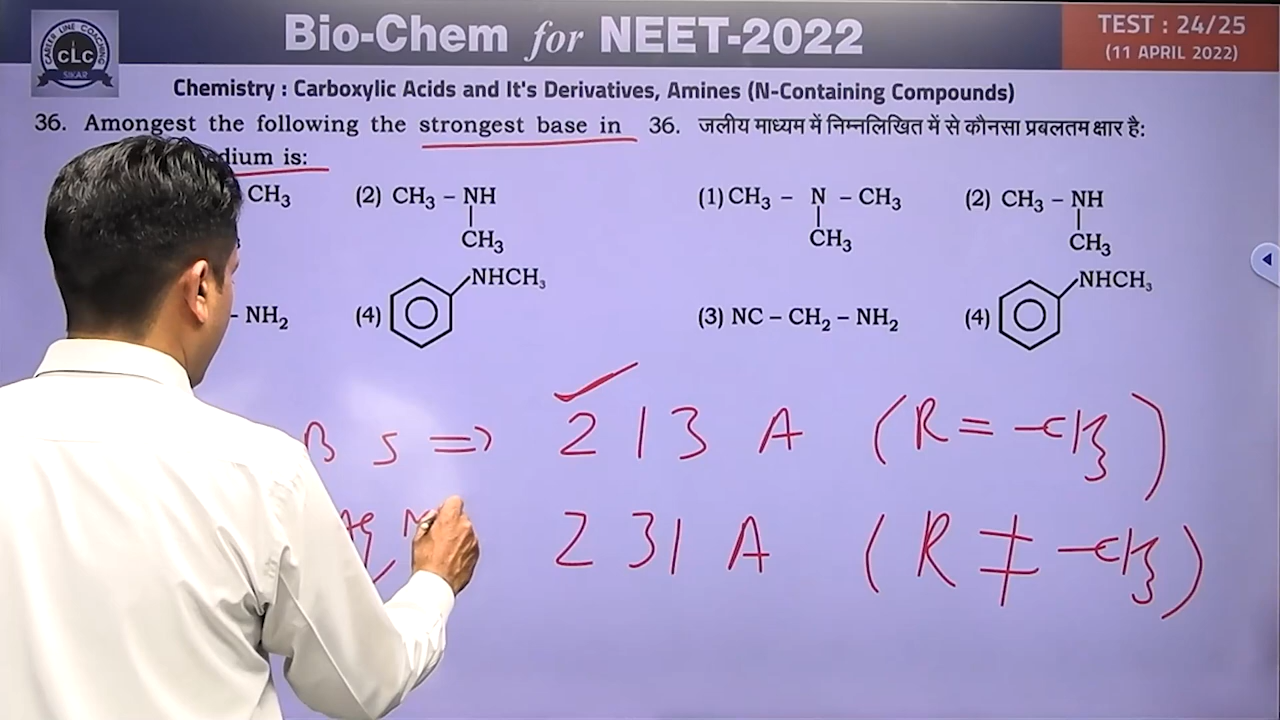 Bio-Chem for NEET-2022
TEST : 24/25
(11 APRIL 2022)
CAREER LINE COACHING
CLC
SIKAR
Chemistry : Carboxylic Acids and It's Derivatives, Amines (N-Containing Compounds)
36. Amongest the following the strongest base in
dium is:
CH₃
(2) CH₃ – NH
CH₃
– NH₂
(4)
NHCH₃
36. जलीय माध्यम में निम्नलिखित में से कौनसा प्रबलतम क्षार है:
(1) CH₃ – N – CH₃
CH₃
(2) CH₃ – NH
CH₃
(3) NC – CH₂ – NH₂
(4)
NHCH₃
B S ⇒ 2 1 3 A (R = –CH₃)
Aq M 2 3 1 A (R ≠ –CH₃)